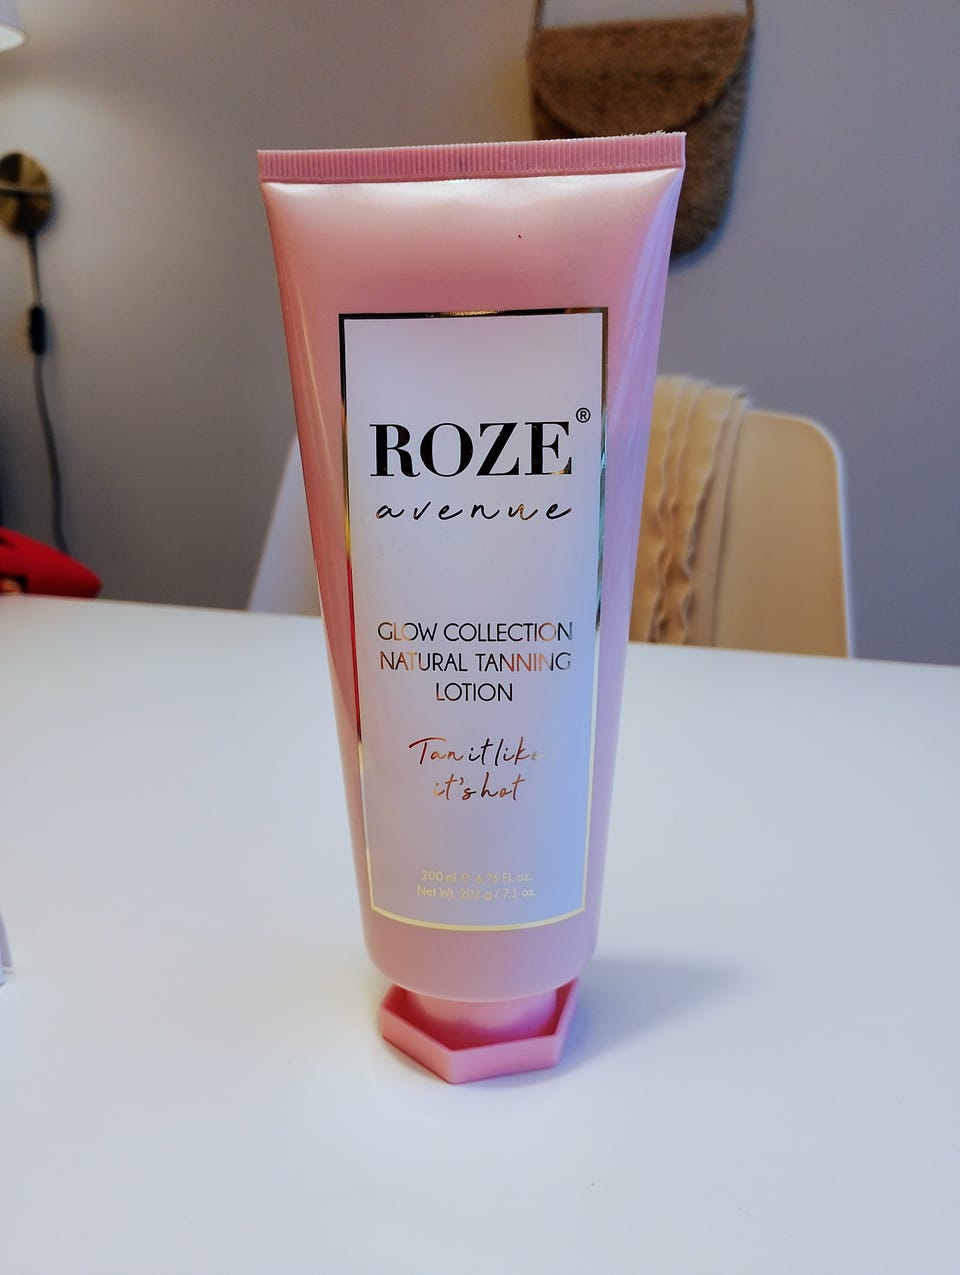 ROZE®
avenue
GLOW COLLECTION
NATURAL TANNING
LOTION
Tan it like
it's hot
200 ml ℮ 6.76 Fl. oz.
Net Wt. 202 g / 7.1 oz.